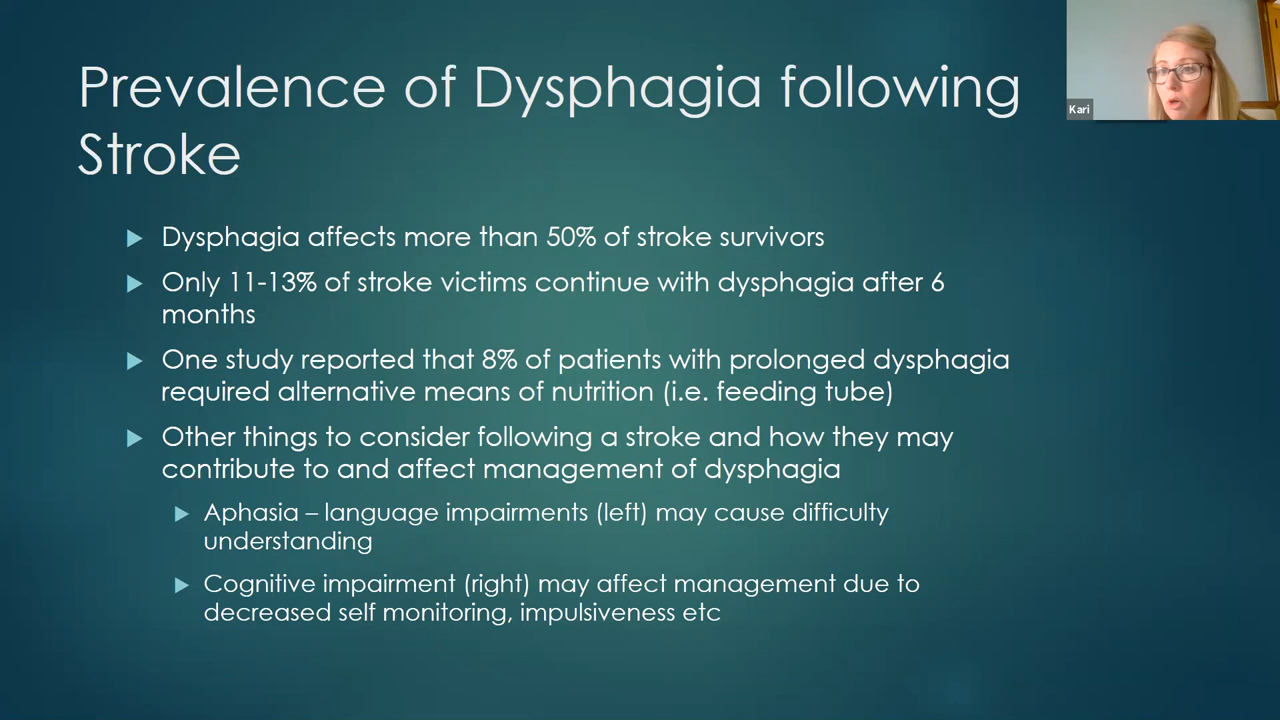 Prevalence of Dysphagia following
Stroke
Kari
Dysphagia affects more than 50% of stroke survivors
Only 11-13% of stroke victims continue with dysphagia after 6
months
One study reported that 8% of patients with prolonged dysphagia
required alternative means of nutrition (i.e. feeding tube)
Other things to consider following a stroke and how they may
contribute to and affect management of dysphagia
Aphasia – language impairments (left) may cause difficulty
understanding
Cognitive impairment (right) may affect management due to
decreased self monitoring, impulsiveness etc